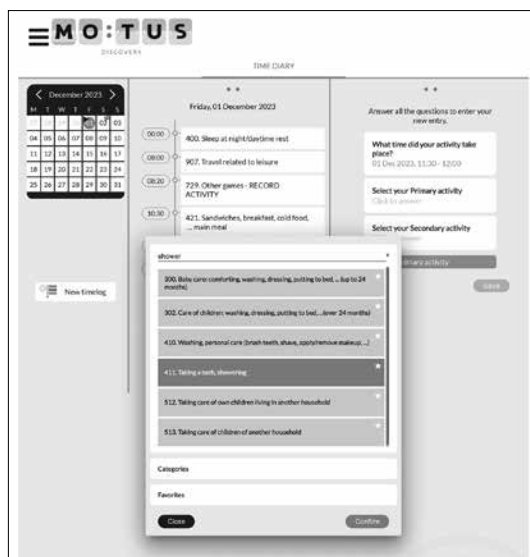 MO:TUS
DISCOVERY
TIME DIARY
December 2023
M T W T F S S
04 05 06 07 08 09 10
11 12 13 14 15 16 17
18 19 20 21 22 23 24
25 26 27 28 29 30 31
New timelog
Friday, 01 December 2023
00:00
400. Sleep at night/daytime rest
08:00
907. Travel related to leisure
08:20
729. Other games - RECORD
ACTIVITY
10:30
421. Sandwiches, breakfast, cold food,
... main meal
Answer all the questions to enter your
new entry.
What time did your activity take
place?
01 Dec 2023, 11:30 - 12:00
Select your Primary activity
Click to answer
Select your Secondary activity
answer
primary activity
Save
shower
300. Baby care: comforting, washing, dressing, putting to bed, ... (up to 24
months)
302. Care of children: washing, dressing, putting to bed,...(over 24 months)
410. Washing, personal care (brush teeth, shave, apply/remove makeup ...)
411. Taking a bath, showering
512. Taking care of own children living in another household
513. Taking care of children of another household
Categories
Favorites
Close
Confirm